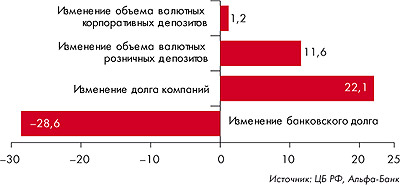 Изменение объема валютных
корпоративных депозитов
1,2
Изменение объема валютных
розничных депозитов
11,6
Изменение долга компаний
22,1
–28,6
Изменение банковского долга
–30 –20 –10 0 10 20 25
Источник: ЦБ РФ, Альфа-Банк